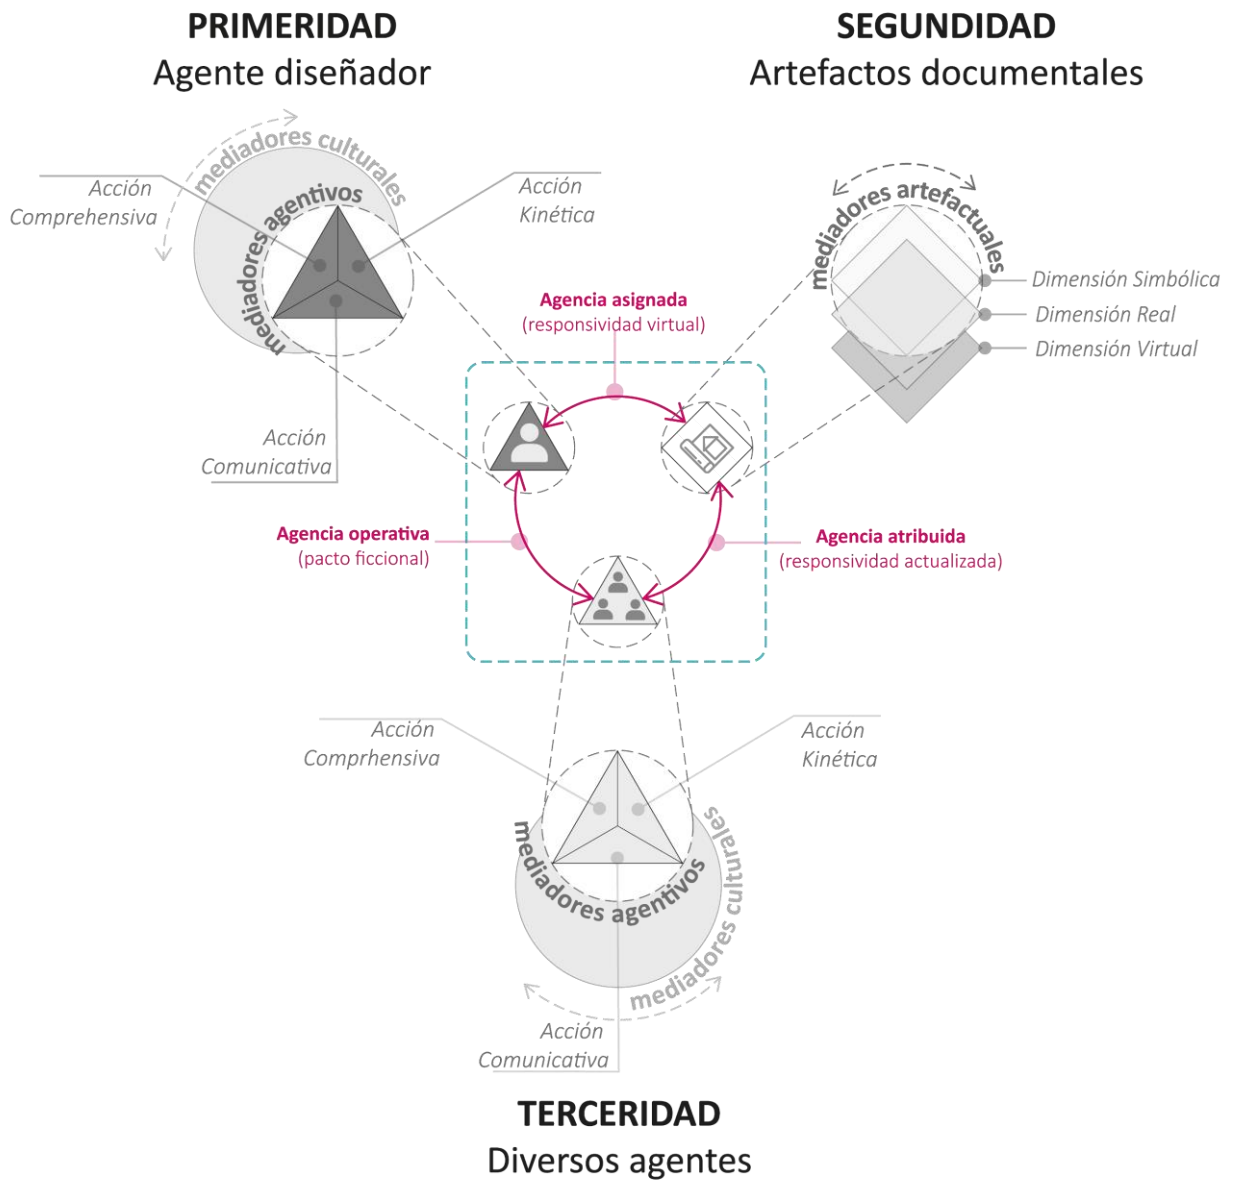 PRIMERIDAD
Agente diseñador
SEGUNDIDAD
Artefactos documentales
mediadores culturales
mediadores agentivos
Acción
Comprehensiva
Acción
Kinética
Acción
Comunicativa
mediadores artefactuales
Dimensión Simbólica
Dimensión Real
Dimensión Virtual
Agencia asignada
(responsividad virtual)
Agencia operativa
(pacto ficcional)
Agencia atribuida
(responsividad actualizada)
Acción
Comprhensiva
Acción
Kinética
mediadores agentivos
mediadores culturales
Acción
Comunicativa
TERCERIDAD
Diversos agentes